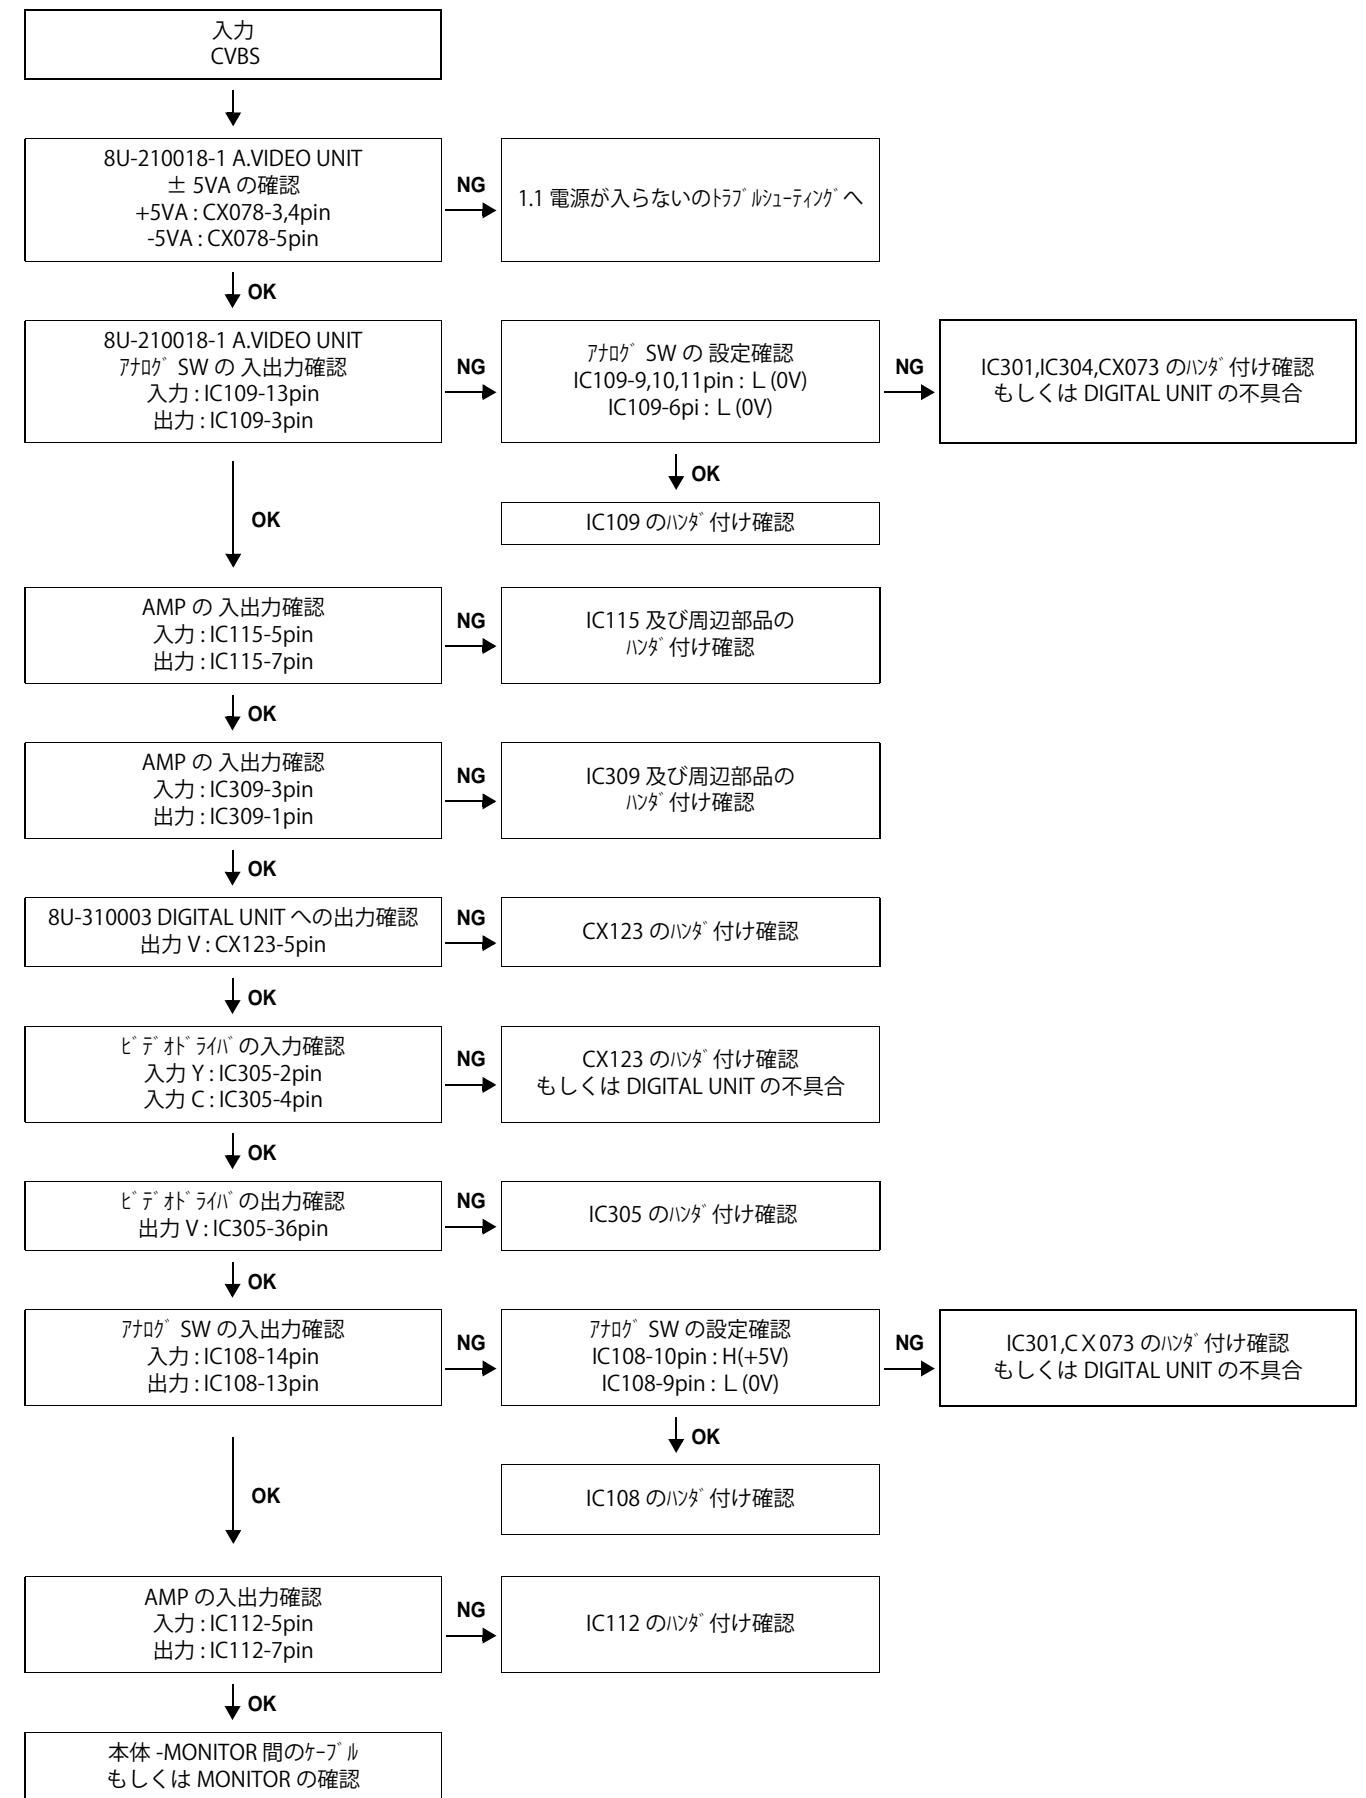 入力
CVBS
8U-210018-1 A.VIDEO UNIT
± 5VA の確認
+5VA : CX078-3,4pin
-5VA : CX078-5pin
NG
1.1 電源が入らないのﾄﾗﾌﾞﾙｼｭｰﾃｨﾝｸﾞへ
OK
8U-210018-1 A.VIDEO UNIT
ｱﾅﾛｸﾞ SW の 入出力確認
入力 : IC109-13pin
出力 : IC109-3pin
NG
ｱﾅﾛｸﾞ SW の 設定確認
IC109-9,10,11pin : L (0V)
IC109-6pi : L (0V)
NG
IC301,IC304,CX073 のﾊﾝﾀﾞ付け確認
もしくは DIGITAL UNIT の不具合
OK
IC109 のﾊﾝﾀﾞ付け確認
OK
AMP の 入出力確認
入力 : IC115-5pin
出力 : IC115-7pin
NG
IC115 及び周辺部品の
ﾊﾝﾀﾞ付け確認
OK
AMP の 入出力確認
入力 : IC309-3pin
出力 : IC309-1pin
NG
IC309 及び周辺部品の
ﾊﾝﾀﾞ付け確認
OK
8U-310003 DIGITAL UNIT への出力確認
出力 V : CX123-5pin
NG
CX123 のﾊﾝﾀﾞ付け確認
OK
ﾋﾞﾃﾞｵﾄﾞﾗｲﾊﾞの入力確認
入力 Y : IC305-2pin
入力 C : IC305-4pin
NG
CX123 のﾊﾝﾀﾞ付け確認
もしくは DIGITAL UNIT の不具合
OK
ﾋﾞﾃﾞｵﾄﾞﾗｲﾊﾞの出力確認
出力 V : IC305-36pin
NG
IC305 のﾊﾝﾀﾞ付け確認
OK
ｱﾅﾛｸﾞ SW の入出力確認
入力 : IC108-14pin
出力 : IC108-13pin
NG
ｱﾅﾛｸﾞ SW の設定確認
IC108-10pin : H(+5V)
IC108-9pin : L (0V)
NG
IC301,CＸ073 のﾊﾝﾀﾞ付け確認
もしくは DIGITAL UNIT の不具合
OK
IC108 のﾊﾝﾀﾞ付け確認
OK
AMP の入出力確認
入力 : IC112-5pin
出力 : IC112-7pin
NG
IC112 のﾊﾝﾀﾞ付け確認
OK
本体 -MONITOR 間のｹｰﾌﾞﾙ
もしくは MONITOR の確認